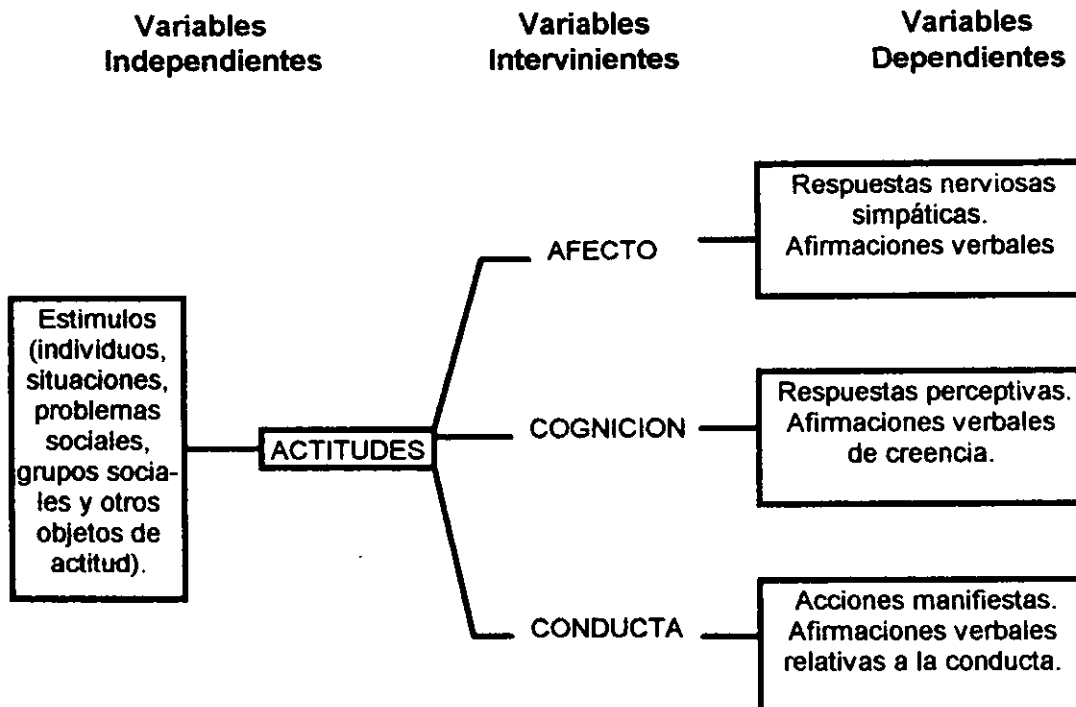 Variables
Independientes
Variables
Intervinientes
Variables
Dependientes
Respuestas nerviosas
simpáticas.
Afirmaciones verbales
AFECTO
Estimulos
(individuos,
situaciones,
problemas
sociales,
grupos socia-
les y otros
objetos de
actitud).
ACTITUDES
COGNICION
Respuestas perceptivas.
Afirmaciones verbales
de creencia.
CONDUCTA
Acciones manifiestas.
Afirmaciones verbales
relativas a la conducta.